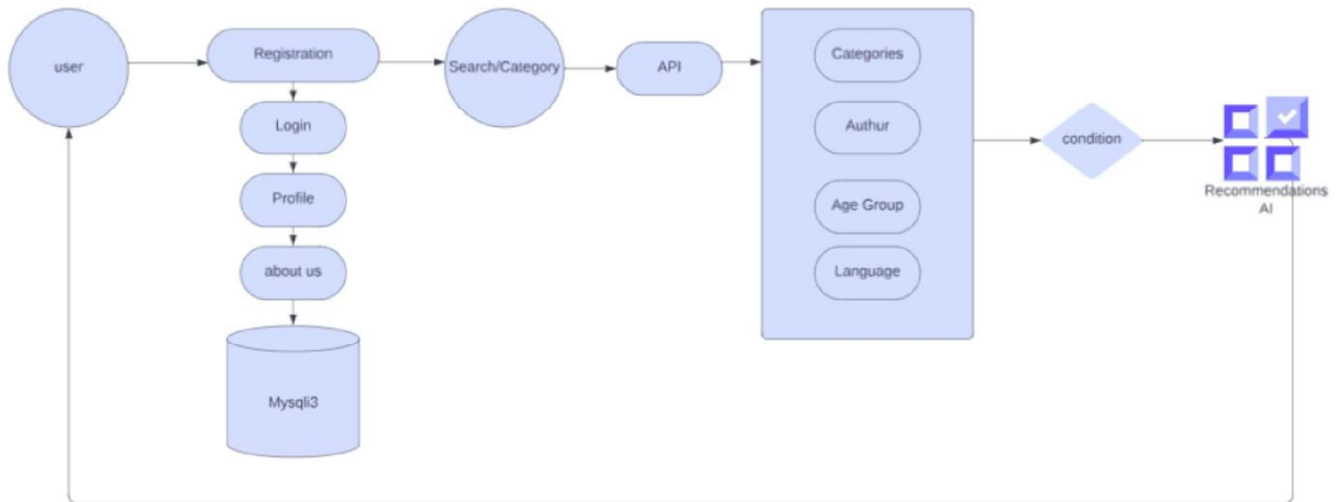 user
Registration
Search/Category
API
Categories
Authur
Age Group
Language
condition
Recommendations
AI
Login
Profile
about us
Mysqli3